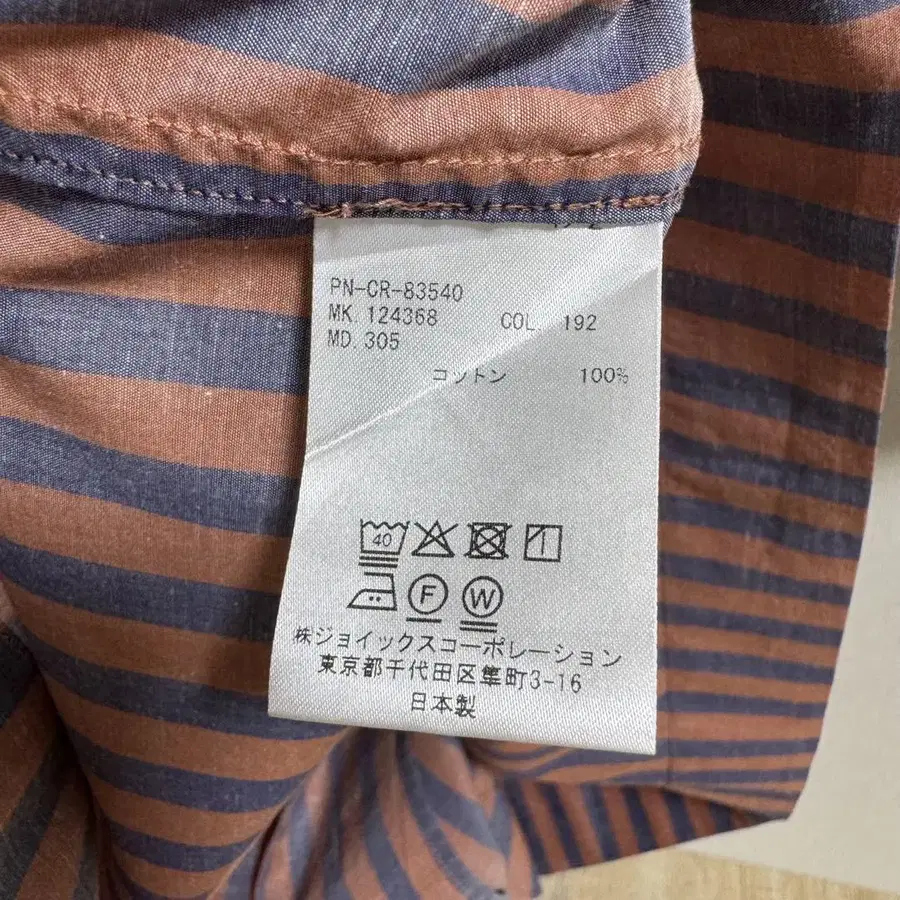 PN-CR-83540
MK. 124368 COL 192
MD. 305
コットン 100%
40
F W
株ジョイックスコーポレーション
東京都千代田区隼町3-16
日本製